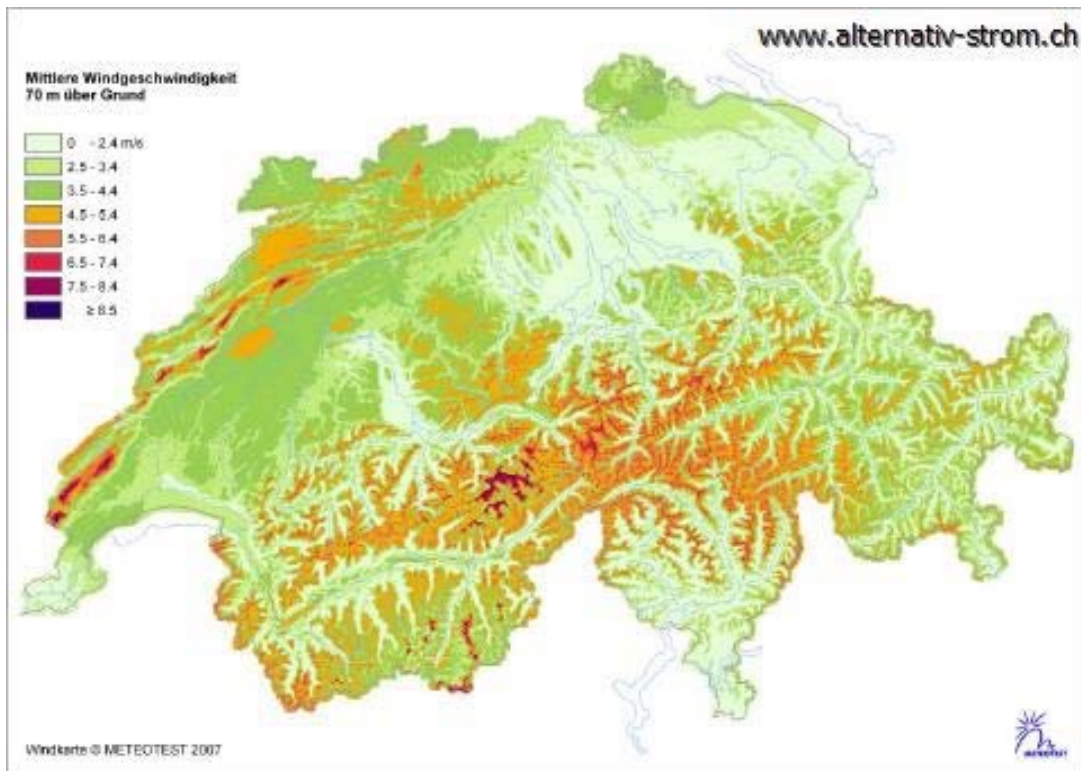 www.alternativ-strom.ch
Mittlere Windgeschwindigkeit
70 m über Grund
0 - 2.4 m/s
2.5 - 3.4
3.5 - 4.4
4.5 - 5.4
5.5 - 6.4
6.5 - 7.4
7.5 - 8.4
≥ 8.5
Windkarte © METEOTEST 2007
METEOTEST